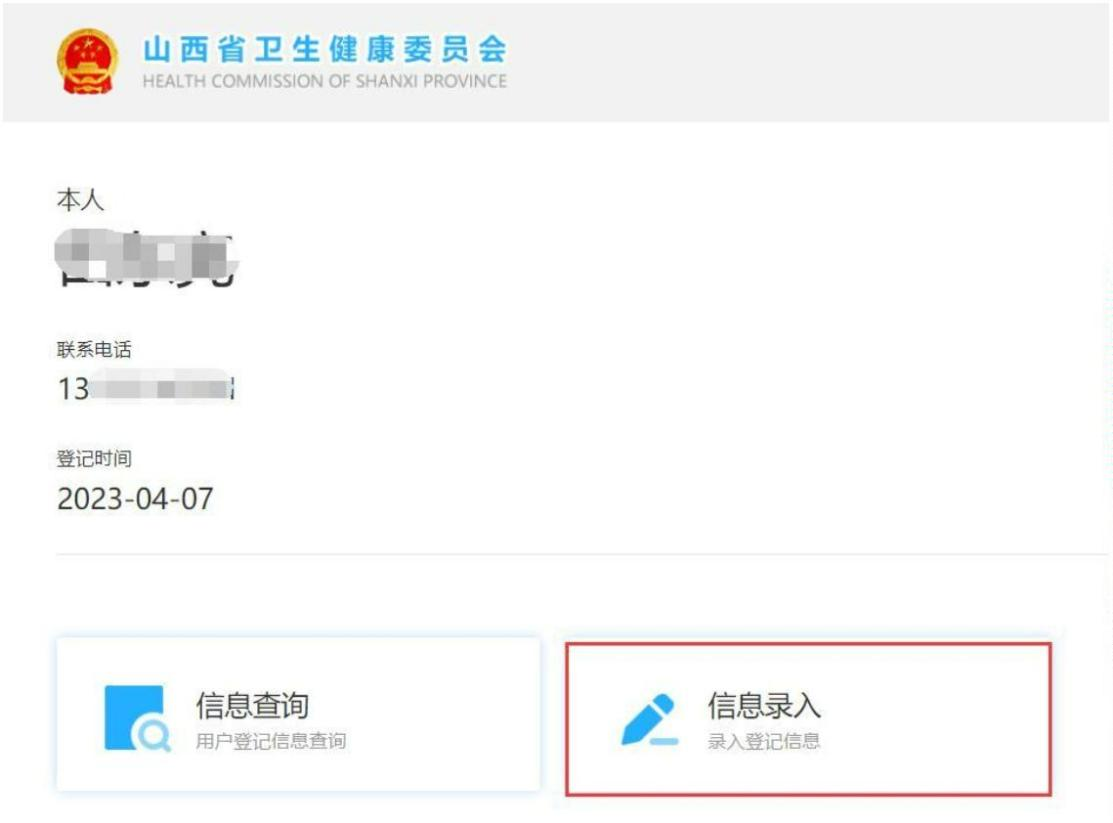 山西省卫生健康委员会
HEALTH COMMISSION OF SHANXI PROVINCE
本人
联系电话
13
登记时间
2023-04-07
信息查询
用户登记信息查询
信息录入
录入登记信息